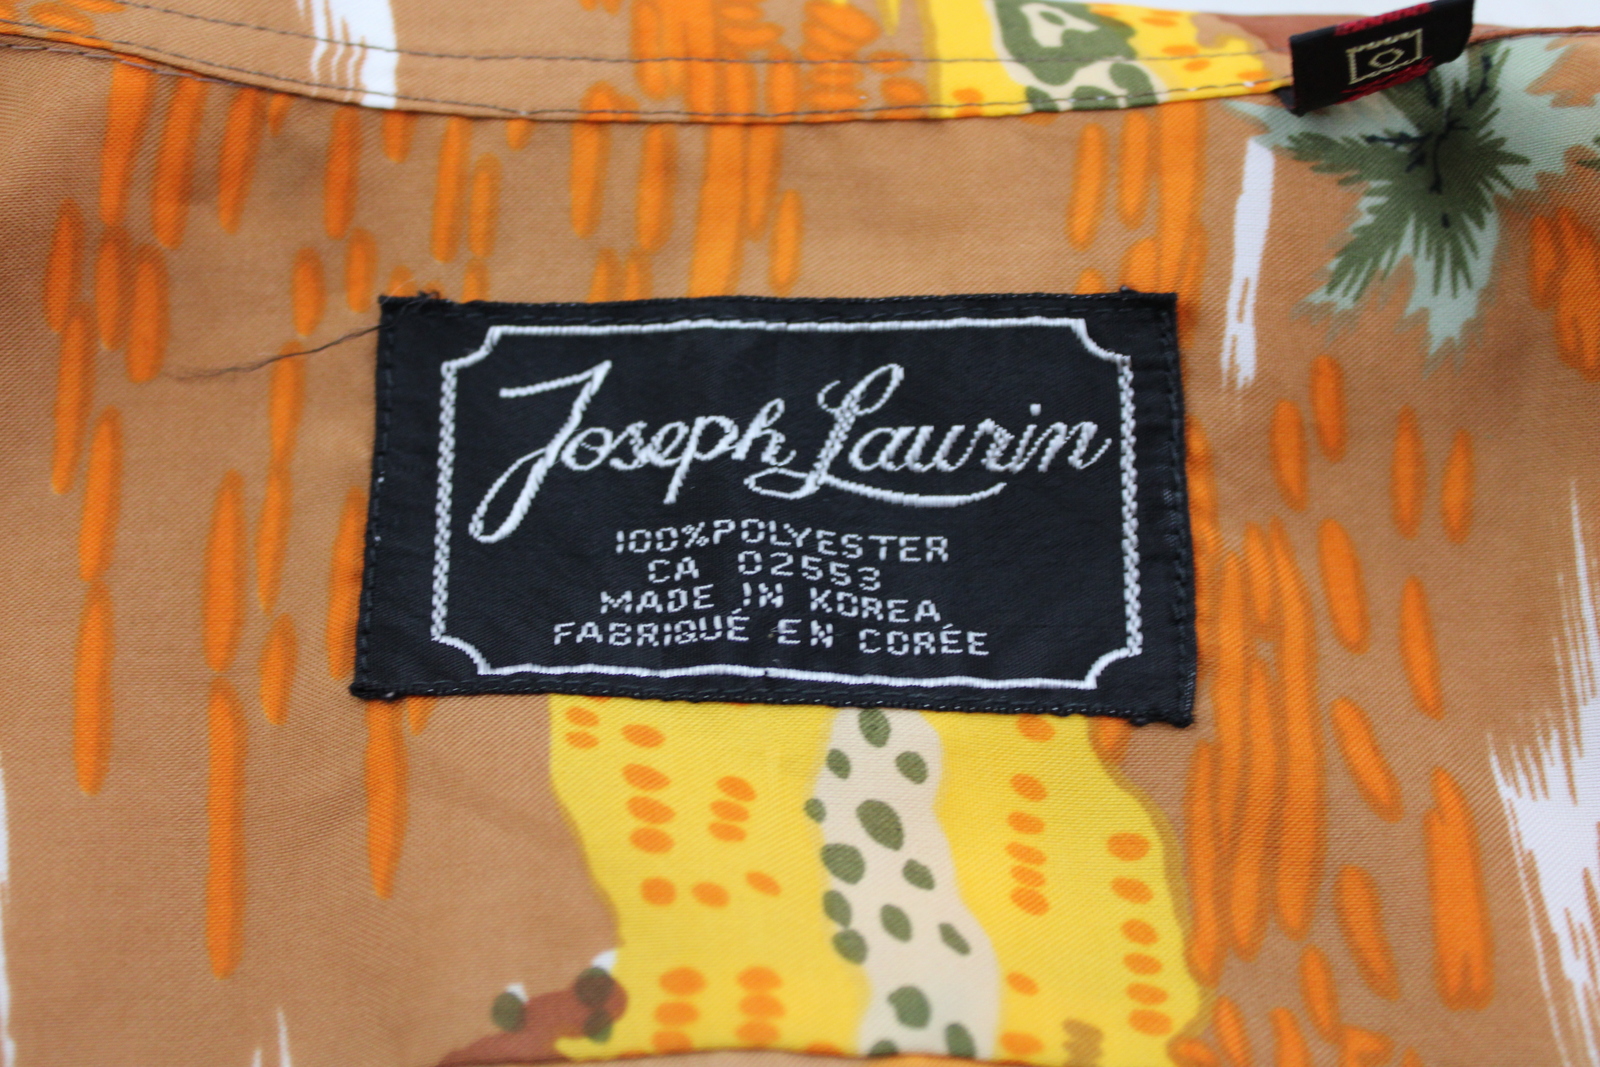 Joseph Laurin
100%POLYESTER
CA 02553
MADE IN KOREA
FABRIQUÉ EN CORÉE